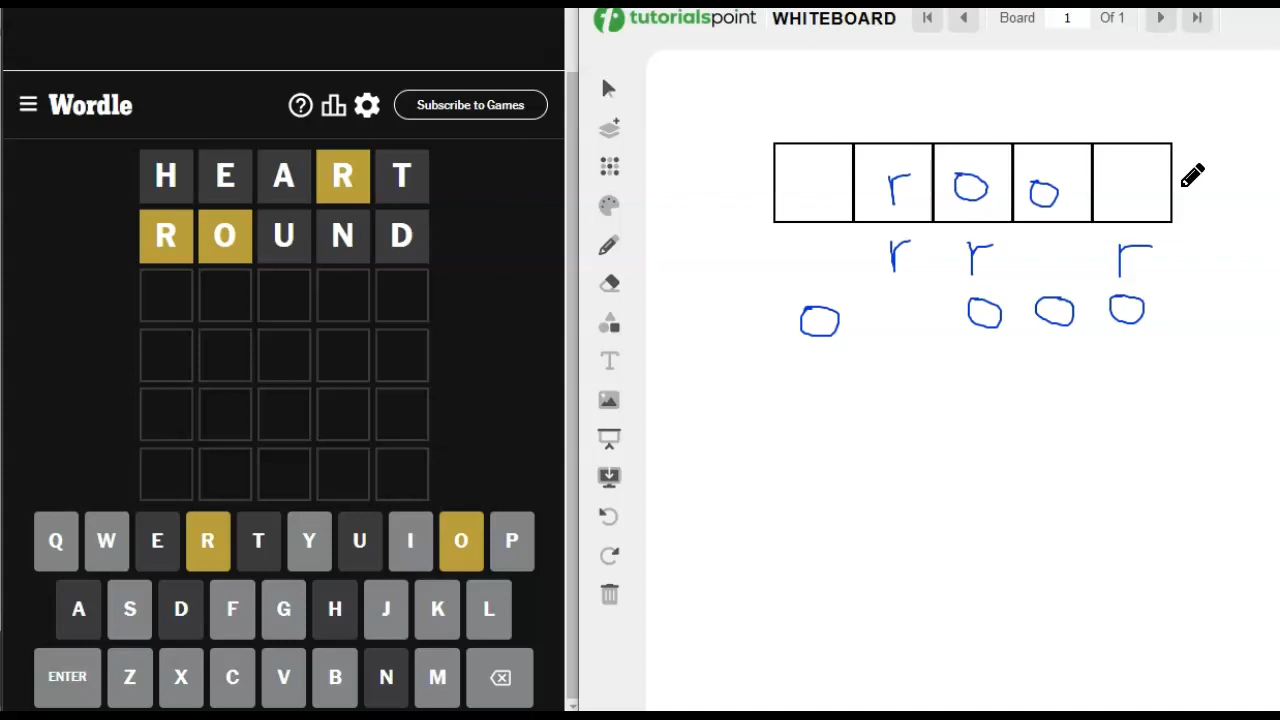 tutorialspoint WHITEBOARD Board 1 Of 1
Wordle Subscribe to Games
H E A R T
R O U N D
r o o
r r r
o o o o
Q W E R T Y U I O P
A S D F G H J K L
ENTER Z X C V B N M